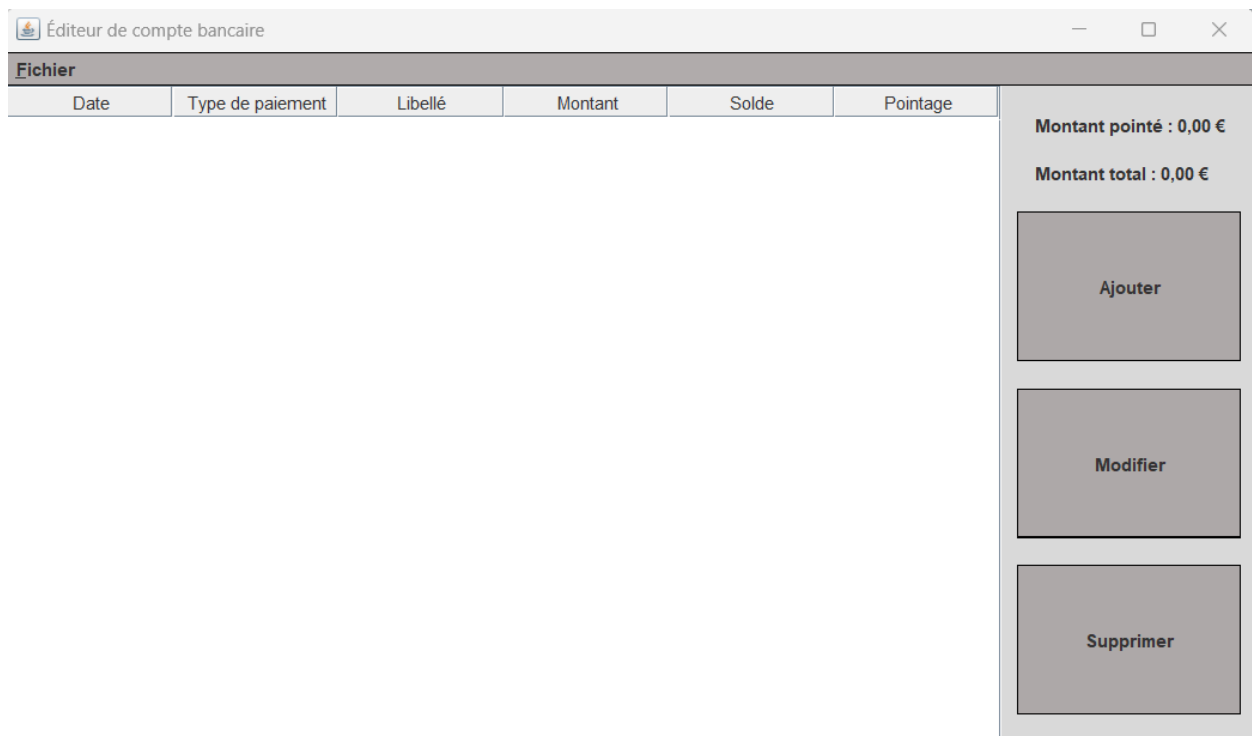 Éditeur de compte bancaire
Fichier
Date Type de paiement Libellé Montant Solde Pointage
Montant pointé : 0,00 €
Montant total : 0,00 €
Ajouter
Modifier
Supprimer